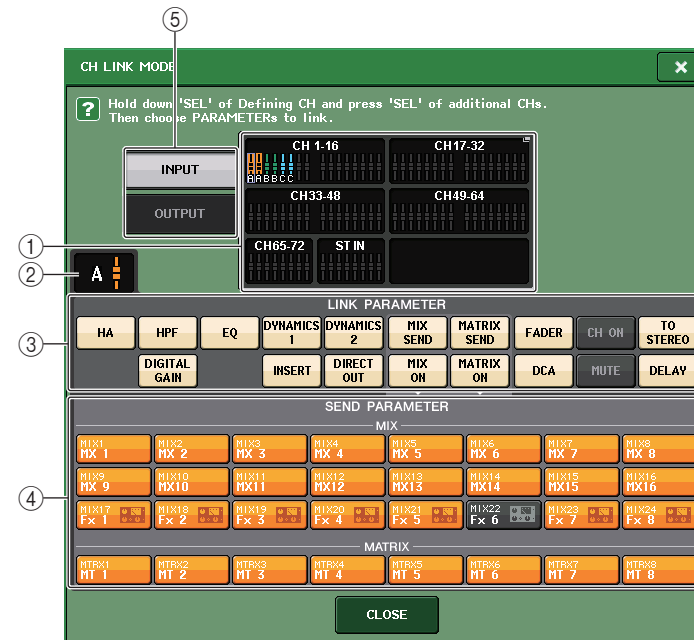 ⑤
CH LINK MODE
? Hold down 'SEL' of Defining CH and press 'SEL' of additional CHs.
Then choose PARAMETERs to link.
INPUT
OUTPUT
CH 1-16
CH17-32
AABBCC
CH33-48
CH49-64
CH65-72
ST IN
①
②
A
LINK PARAMETER
③
HA
HPF
EQ
DYNAMICS 1
DYNAMICS 2
MIX SEND
MATRIX SEND
FADER
CH ON
TO STEREO
DIGITAL GAIN
INSERT
DIRECT OUT
MIX ON
MATRIX ON
DCA
MUTE
DELAY
④
SEND PARAMETER
MIX
MIX1 MIX2 MIX3 MIX4 MIX5 MIX6 MIX7 MIX8
MX 1 MX 2 MX 3 MX 4 MX 5 MX 6 MX 7 MX 8
MIX9 MIX10 MIX11 MIX12 MIX13 MIX14 MIX15 MIX16
MX 9 MX10 MX11 MX12 MX13 MX14 MX15 MX16
MIX17 MIX18 MIX19 MIX20 MIX21 MIX22 MIX23 MIX24
Fx 1 Fx 2 Fx 3 Fx 4 Fx 5 Fx 6 Fx 7 Fx 8
MATRIX
MTRX1 MTRX2 MTRX3 MTRX4 MTRX5 MTRX6 MTRX7 MTRX8
MT 1 MT 2 MT 3 MT 4 MT 5 MT 6 MT 7 MT 8
CLOSE